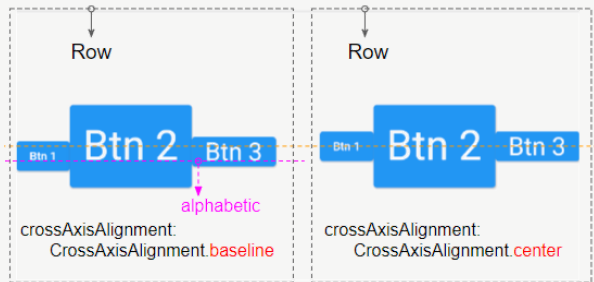 Row
Btn 1
Btn 2
Btn 3
alphabetic
crossAxisAlignment:
CrossAxisAlignment.baseline
Row
Btn 1
Btn 2
Btn 3
crossAxisAlignment:
CrossAxisAlignment.center